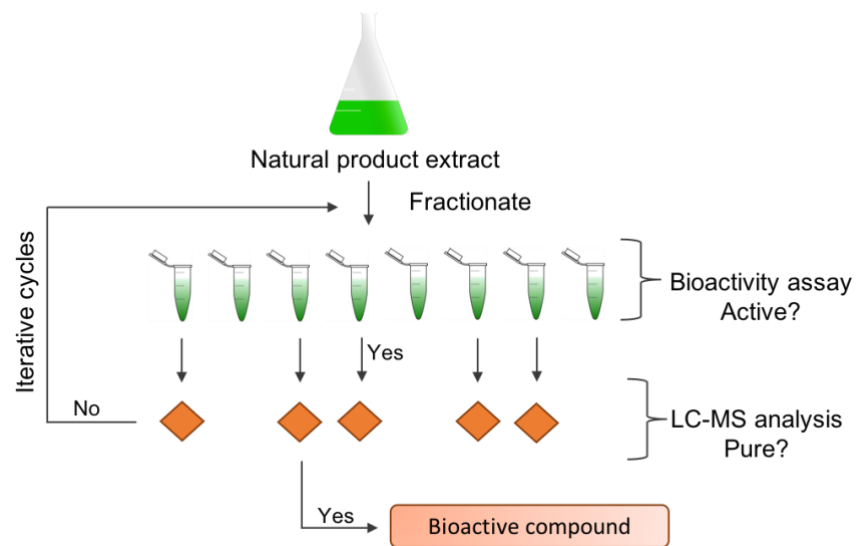 Natural product extract
Fractionate
Iterative cycles
Bioactivity assay
Active?
Yes
No
LC-MS analysis
Pure?
Yes
Bioactive compound